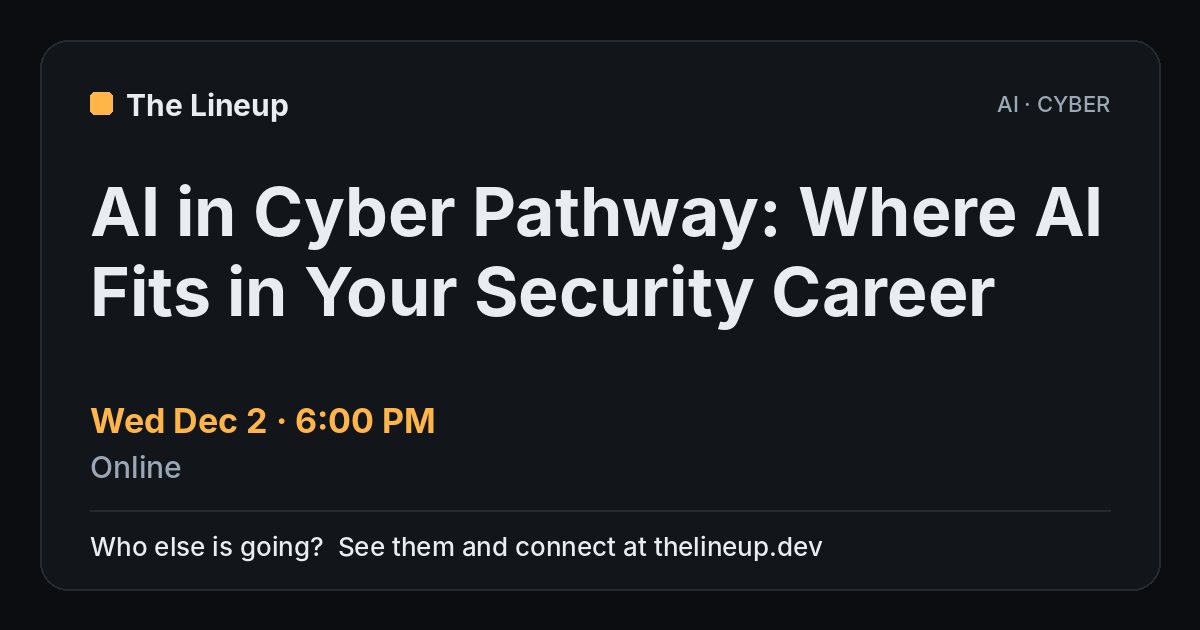 The Lineup
AI · CYBER
AI in Cyber Pathway: Where AI
Fits in Your Security Career
Wed Dec 2 · 6:00 PM
Online
Who else is going?  See them and connect at thelineup.dev